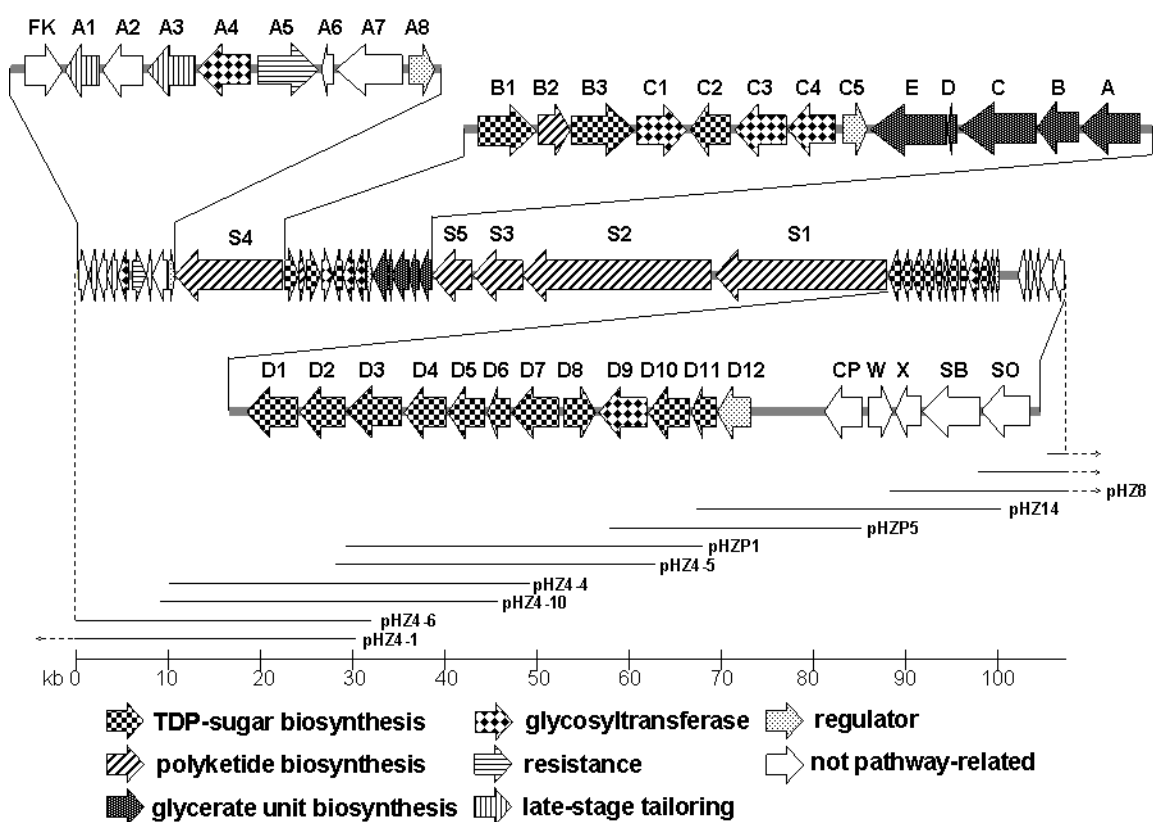 FK A1 A2 A3 A4 A5 A6 A7 A8
B1 B2 B3 C1 C2 C3 C4 C5 E D C B A
S4 S5 S3 S2 S1
D1 D2 D3 D4 D5 D6 D7 D8 D9 D10 D11 D12 CP W X SB SO
pHZ8
pHZ14
pHZP5
pHZP1
pHZ4-5
pHZ4-4
pHZ4-10
pHZ4-6
pHZ4-1
kb 0 10 20 30 40 50 60 70 80 90 100
TDP-sugar biosynthesis glycosyltransferase regulator
polyketide biosynthesis resistance not pathway-related
glycerate unit biosynthesis late-stage tailoring